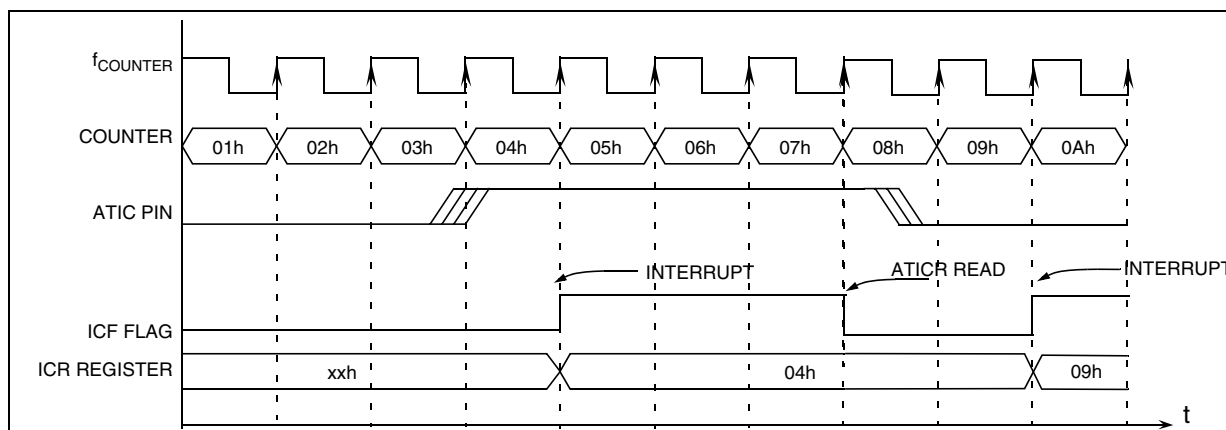 fCOUNTER
COUNTER
01h 02h 03h 04h 05h 06h 07h 08h 09h 0Ah
ATIC PIN
INTERRUPT ATICR READ INTERRUPT
ICF FLAG
ICR REGISTER
xxh 04h 09h
t